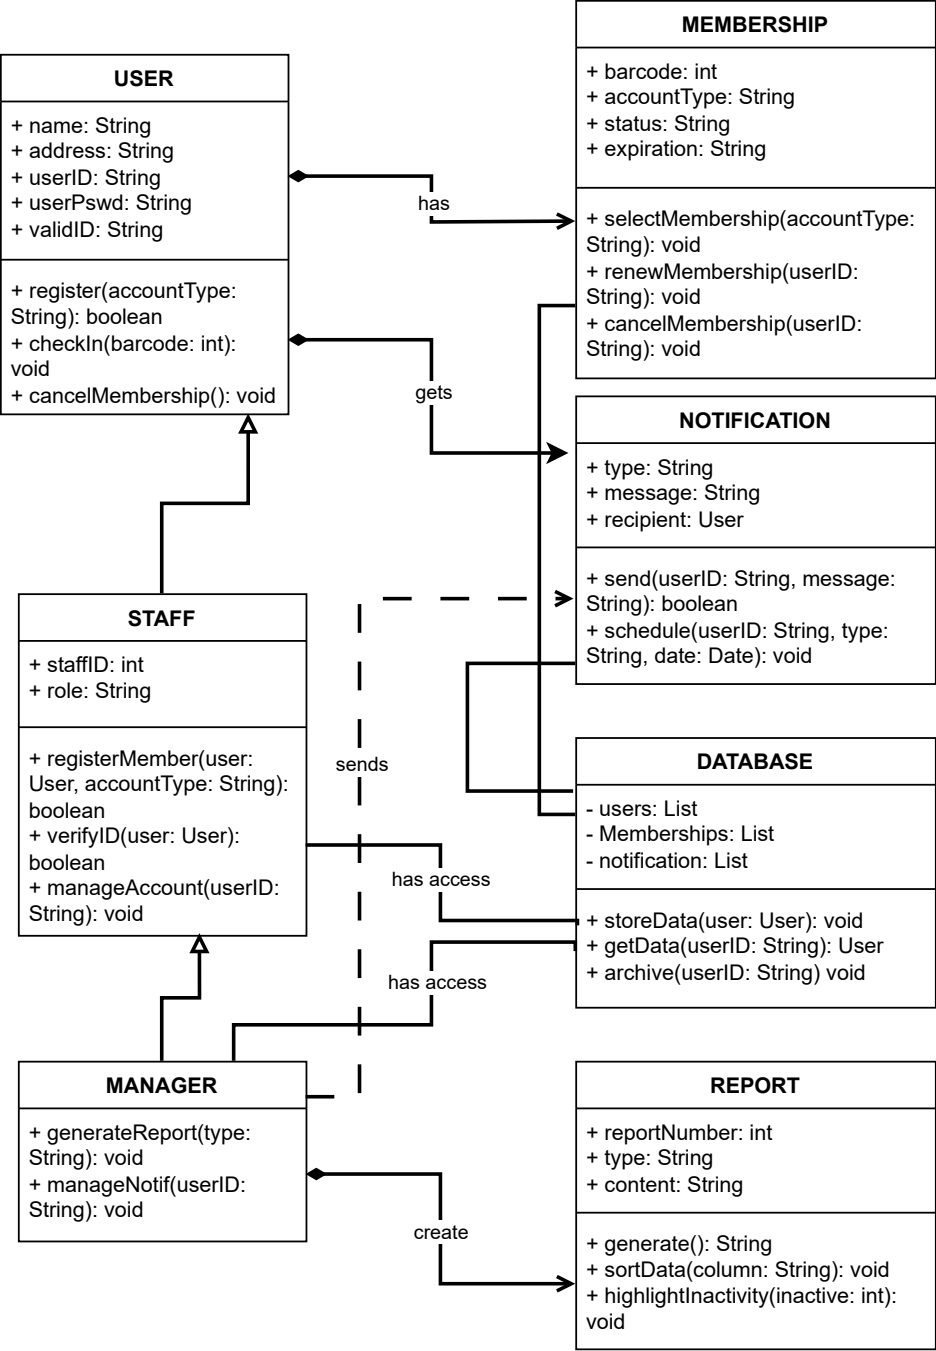 USER
+ name: String
+ address: String
+ userID: String
+ userPswd: String
+ validID: String
+ register(accountType:
String): boolean
+ checkIn(barcode: int):
void
+ cancelMembership(): void
has
gets
MEMBERSHIP
+ barcode: int
+ accountType: String
+ status: String
+ expiration: String
+ selectMembership(accountType:
String): void
+ renewMembership(userID:
String): void
+ cancelMembership(userID:
String): void
NOTIFICATION
+ type: String
+ message: String
+ recipient: User
+ send(userID: String, message:
String): boolean
+ schedule(userID: String, type:
String, date: Date): void
STAFF
+ staffID: int
+ role: String
+ registerMember(user:
User, accountType: String):
boolean
+ verifyID(user: User):
boolean
+ manageAccount(userID:
String): void
sends
has access
has access
DATABASE
- users: List
- Memberships: List
- notification: List
+ storeData(user: User): void
+ getData(userID: String): User
+ archive(userID: String) void
MANAGER
+ generateReport(type:
String): void
+ manageNotif(userID:
String): void
create
REPORT
+ reportNumber: int
+ type: String
+ content: String
+ generate(): String
+ sortData(column: String): void
+ highlightInactivity(inactive: int):
void